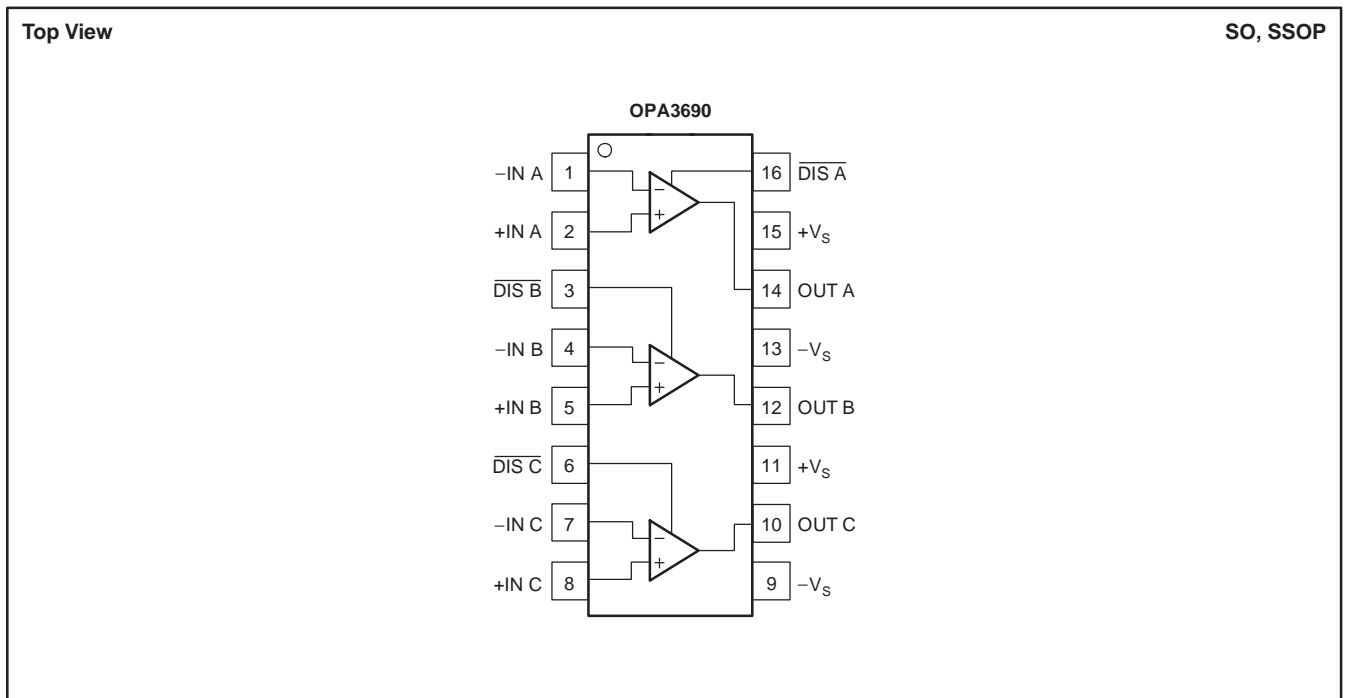 Top View SO, SSOP
OPA3690
−IN A 1 − 16 DIS A
+IN A 2 + 15 +VS
DIS B 3 14 OUT A
−IN B 4 − 13 −VS
+IN B 5 + 12 OUT B
DIS C 6 11 +VS
−IN C 7 − 10 OUT C
+IN C 8 + 9 −VS